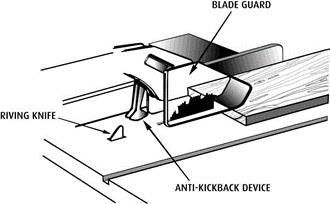 BLADE GUARD
RIVING KNIFE
ANTI-KICKBACK DEVICE